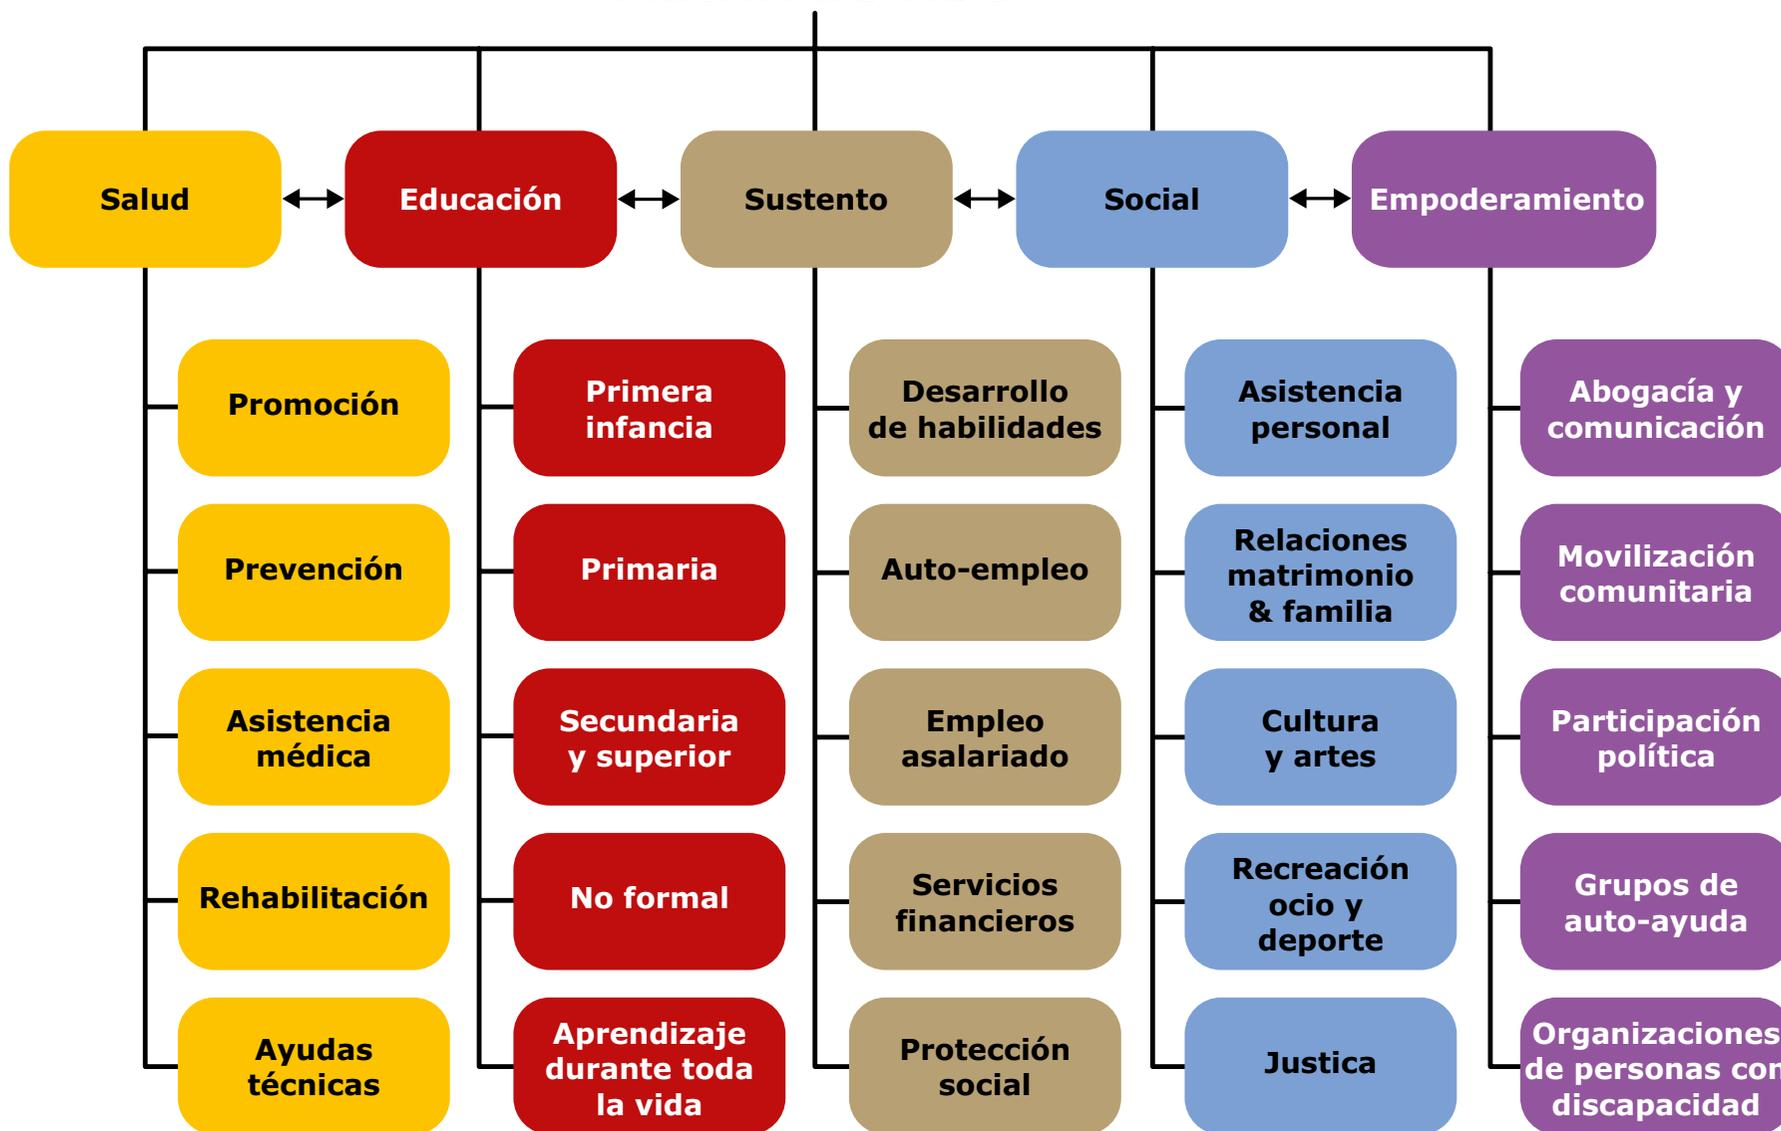 Salud
Educación
Sustento
Social
Empoderamiento
Promoción
Prevención
Asistencia
médica
Rehabilitación
Ayudas
técnicas
Primera
infancia
Primaria
Secundaria
y superior
No formal
Aprendizaje
durante toda
la vida
Desarrollo
de habilidades
Auto-empleo
Empleo
asalariado
Servicios
financieros
Protección
social
Asistencia
personal
Relaciones
matrimonio
& familia
Cultura
y artes
Recreación
ocio y
deporte
Justica
Abogacía y
comunicación
Movilización
comunitaria
Participación
política
Grupos de
auto-ayuda
Organizaciones
de personas con
discapacidad